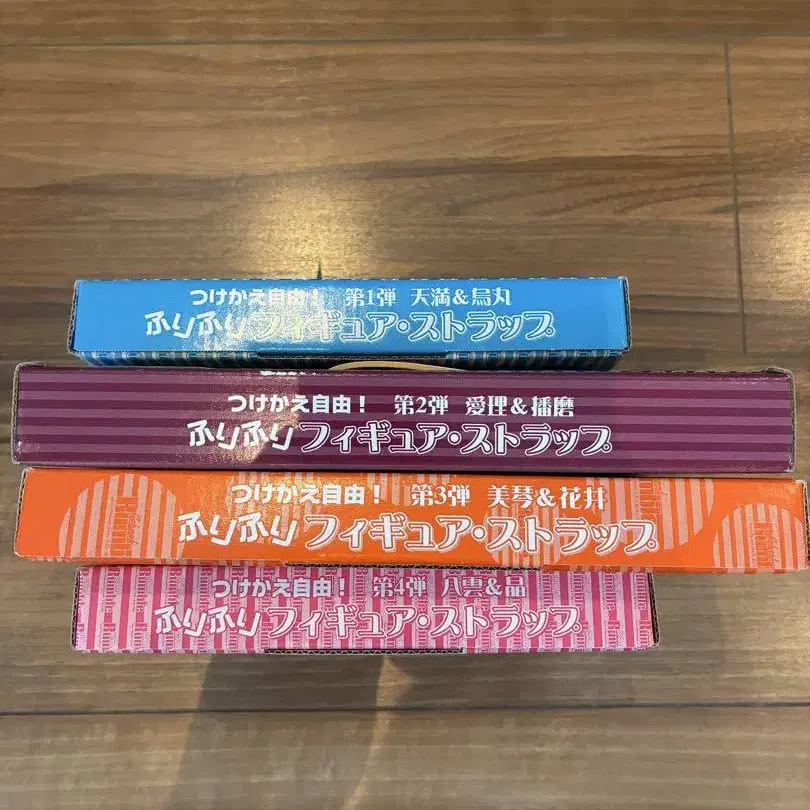 つけかえ自由! 第1弾 天満&烏丸
ふりふりフィギュア・ストラップ
つけかえ自由! 第2弾 愛理&播磨
ふりふりフィギュア・ストラップ
つけかえ自由! 第3弾 美琴&花井
ふりふりフィギュア・ストラップ
つけかえ自由! 第4弾 八雲&晶
ふりふりフィギュア・ストラップ